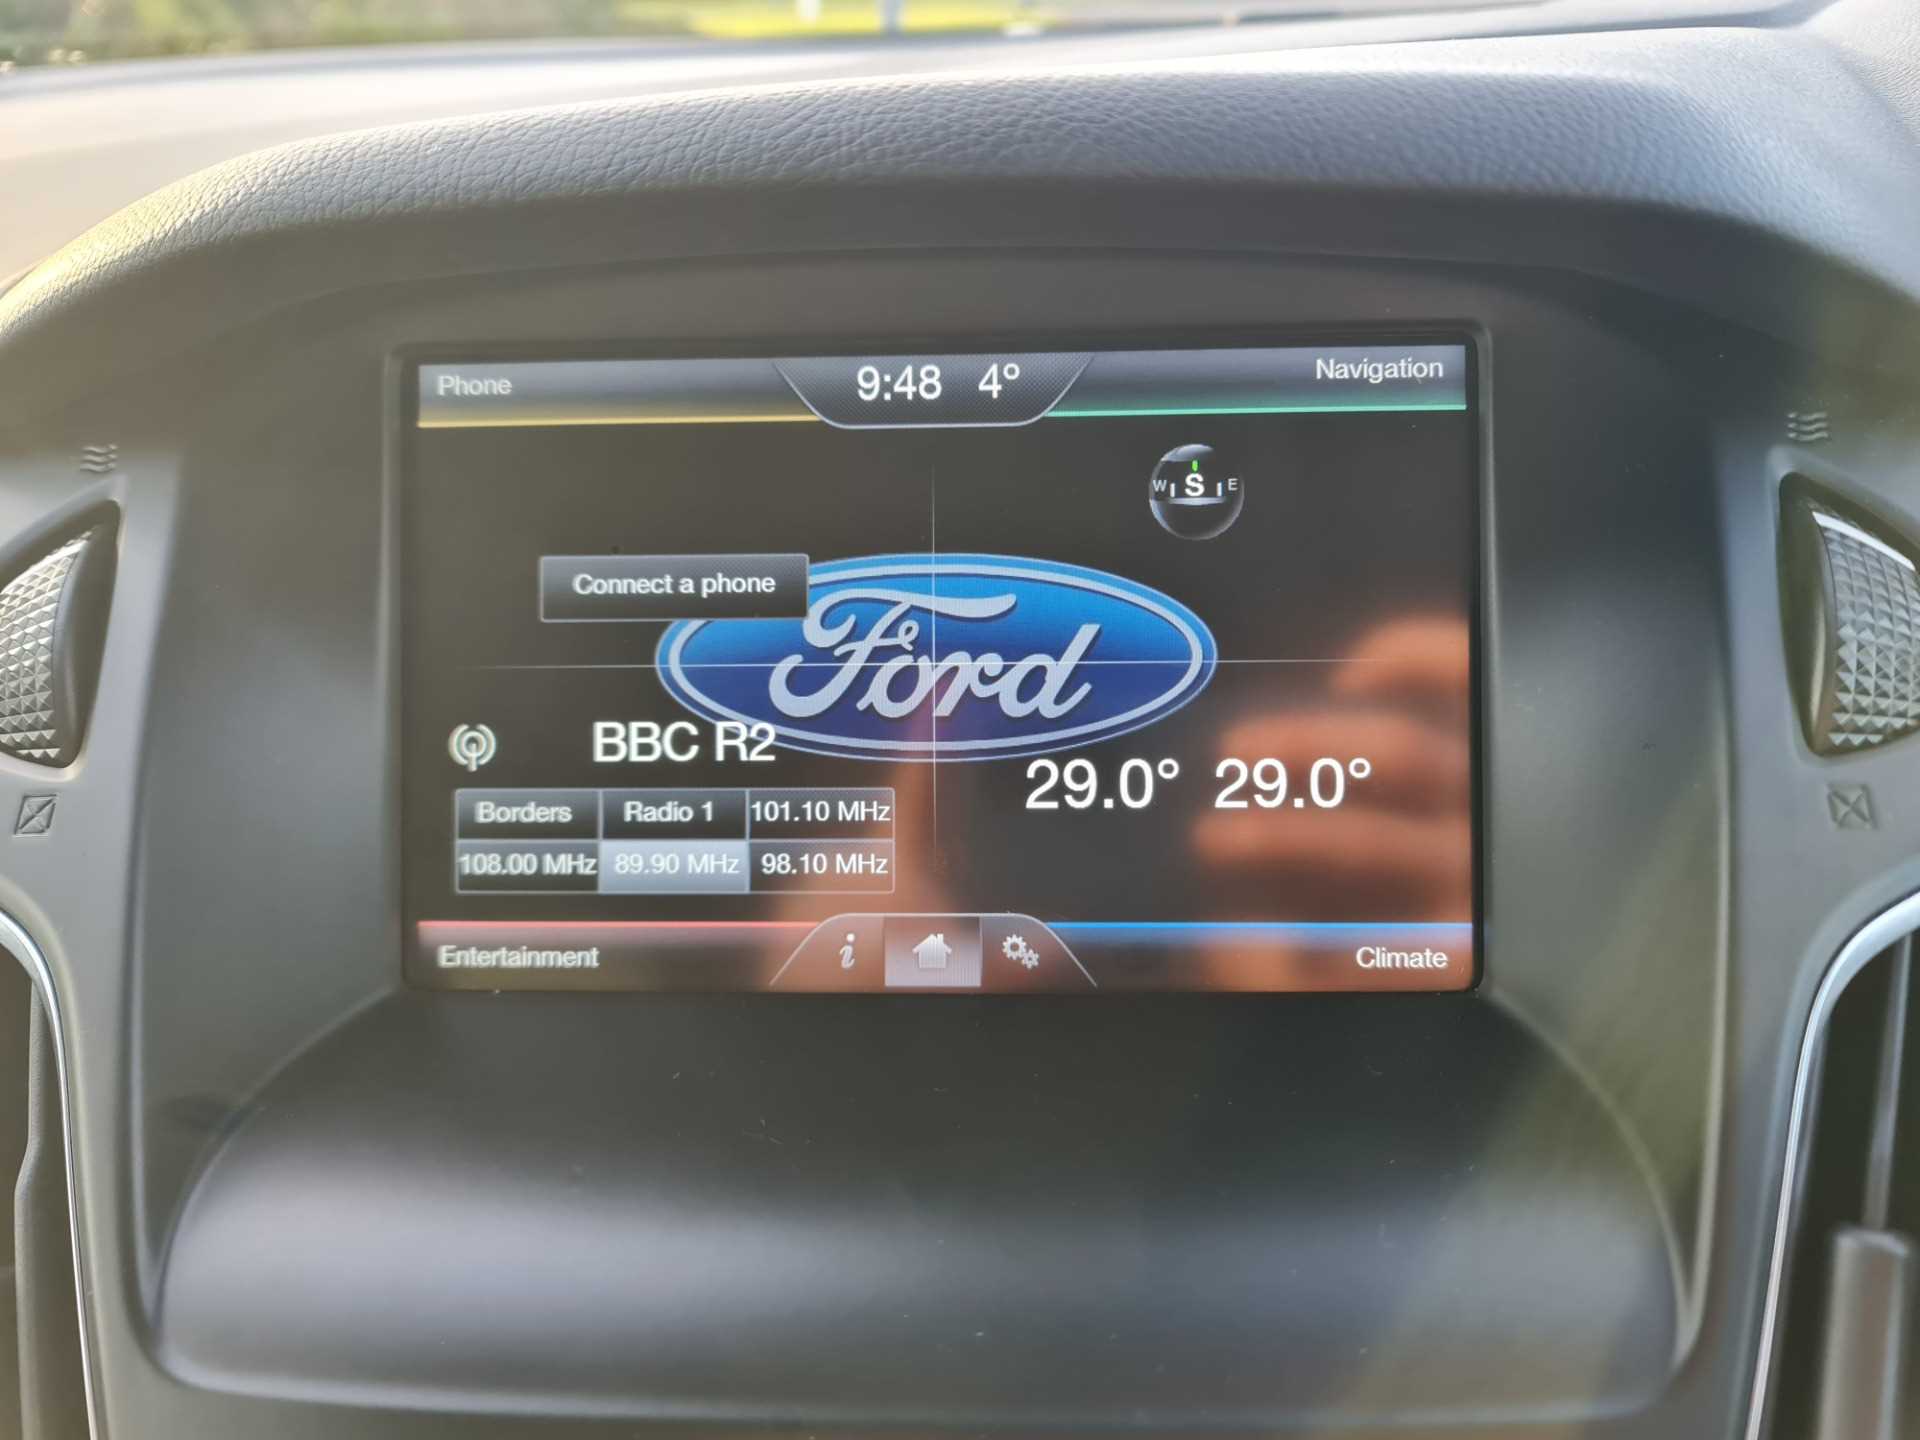 Phone
9:48 4°
Navigation
W S E
Connect a phone
Ford
BBC R2
29.0° 29.0°
Borders Radio 1 101.10 MHz
108.00 MHz 89.90 MHz 98.10 MHz
Entertainment
i
Climate